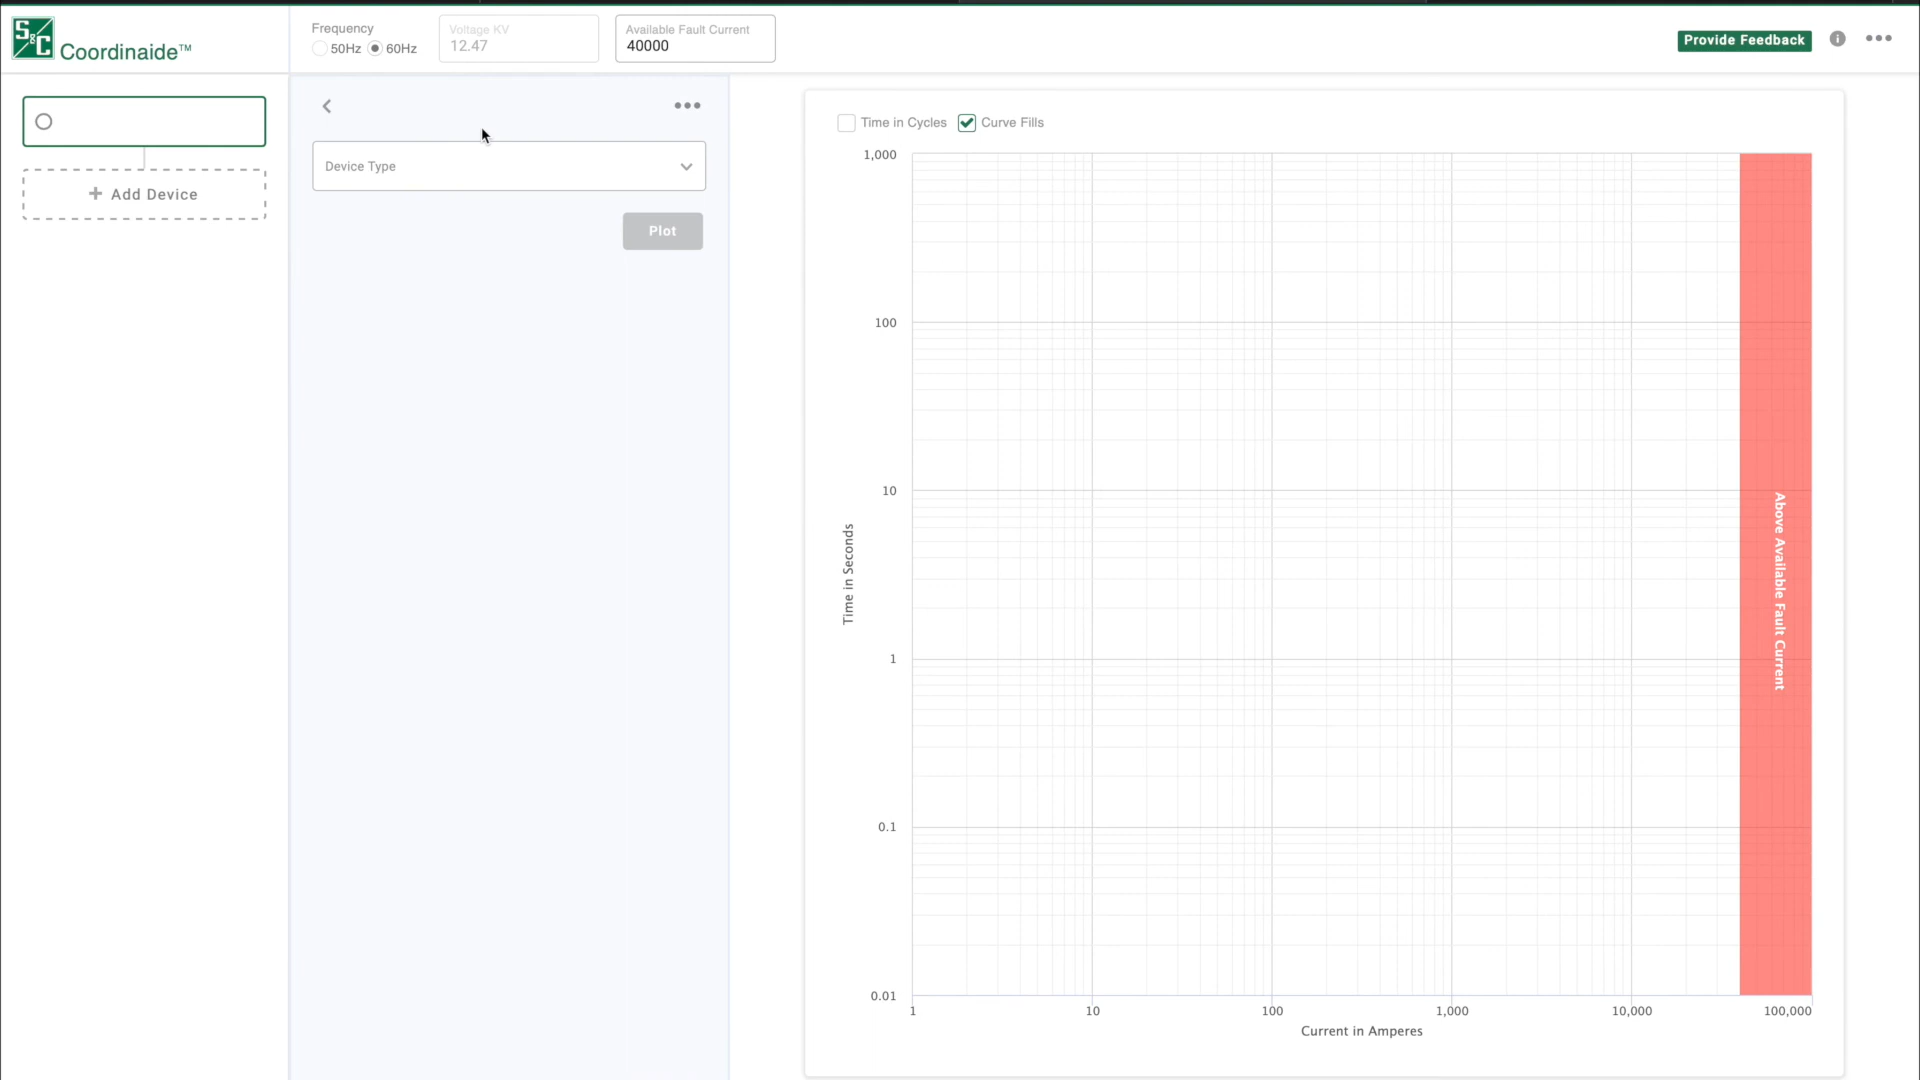 S&C Coordinaide™
Frequency
50Hz 60Hz
Voltage KV
12.47
Available Fault Current
40000
Provide Feedback
Device Type
+ Add Device
Plot
Time in Cycles Curve Fills
1,000
100
10
1
0.1
0.01
Time in Seconds
Above Available Fault Current
1 10 100 1,000 10,000 100,000
Current in Amperes